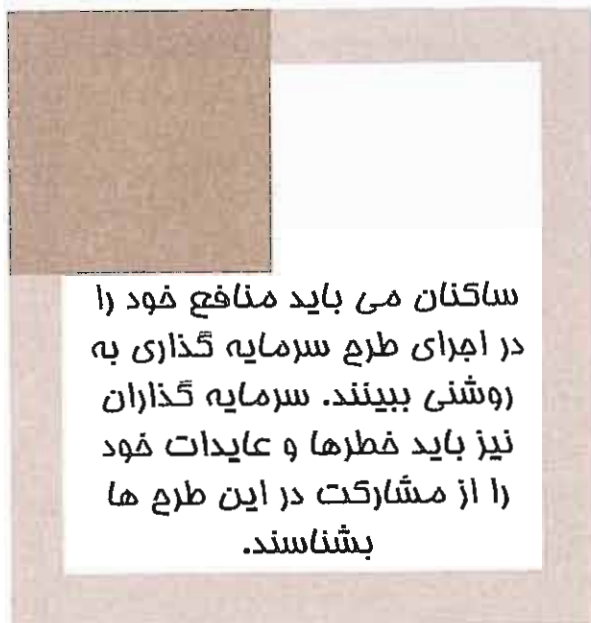 ساکنان می باید منافع خود را
در اجرای طرح سرمایه گذاری به
روشنی ببینند. سرمایه گذاران
نیز باید خطرها و عایدات خود
را از مشارکت در این طرح ها
بشناسند.